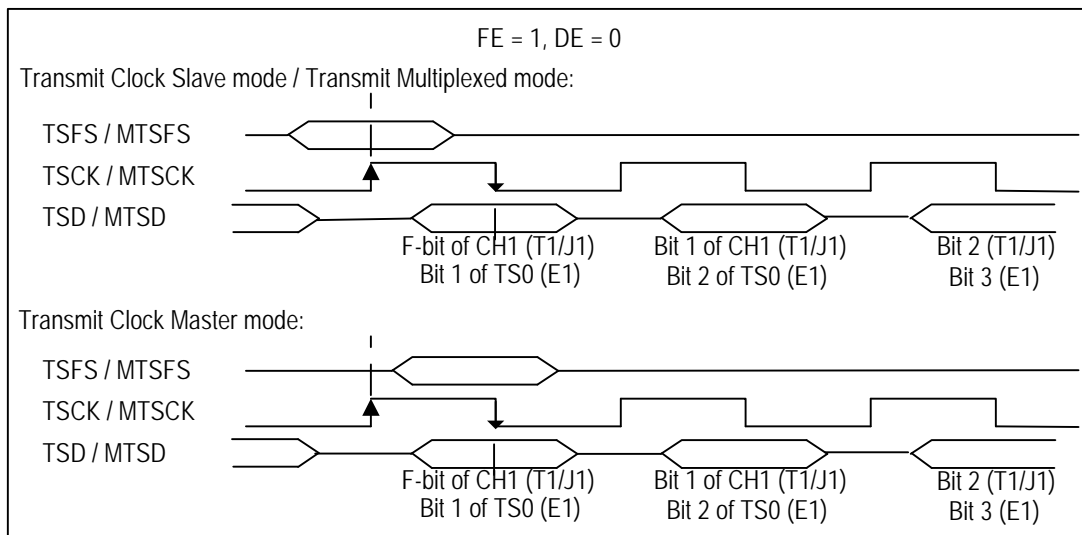 FE = 1, DE = 0
Transmit Clock Slave mode / Transmit Multiplexed mode:
TSFS / MTSFS
TSCK / MTSCK
TSD / MTSD
F-bit of CH1 (T1/J1) Bit 1 of CH1 (T1/J1) Bit 2 (T1/J1)
Bit 1 of TS0 (E1) Bit 2 of TS0 (E1) Bit 3 (E1)
Transmit Clock Master mode:
TSFS / MTSFS
TSCK / MTSCK
TSD / MTSD
F-bit of CH1 (T1/J1) Bit 1 of CH1 (T1/J1) Bit 2 (T1/J1)
Bit 1 of TS0 (E1) Bit 2 of TS0 (E1) Bit 3 (E1)